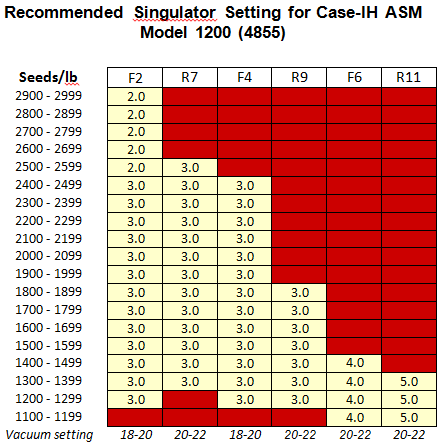 Recommended Singulator Setting for Case-IH ASM
Model 1200 (4855)
Seeds/lb F2 R7 F4 R9 F6 R11
2900 - 2999 2.0
2800 - 2899 2.0
2700 - 2799 2.0
2600 - 2699 2.0
2500 - 2599 2.0 3.0
2400 - 2499 3.0 3.0 3.0
2300 - 2399 3.0 3.0 3.0
2200 - 2299 3.0 3.0 3.0
2100 - 2199 3.0 3.0 3.0
2000 - 2099 3.0 3.0 3.0
1900 - 1999 3.0 3.0 3.0
1800 - 1899 3.0 3.0 3.0 3.0
1700 - 1799 3.0 3.0 3.0 3.0
1600 - 1699 3.0 3.0 3.0 3.0
1500 - 1599 3.0 3.0 3.0 3.0
1400 - 1499 3.0 3.0 3.0 3.0 4.0
1300 - 1399 3.0 3.0 3.0 3.0 4.0 5.0
1200 - 1299 3.0 3.0 3.0 4.0 5.0
1100 - 1199 4.0 5.0
Vacuum setting 18-20 20-22 18-20 20-22 20-22 20-22